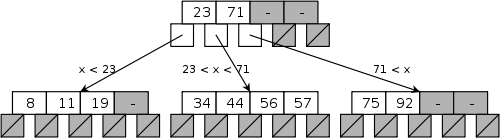 23 71 - -
x < 23 23 < x < 71 71 < x
8 11 19 - 34 44 56 57 75 92 - -